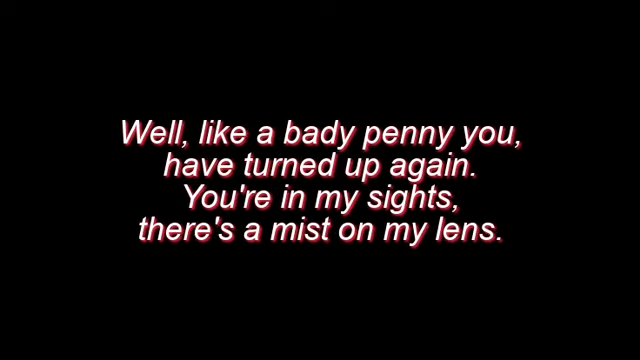 Well, like a bady penny you,
have turned up again.
You're in my sights,
there's a mist on my lens.